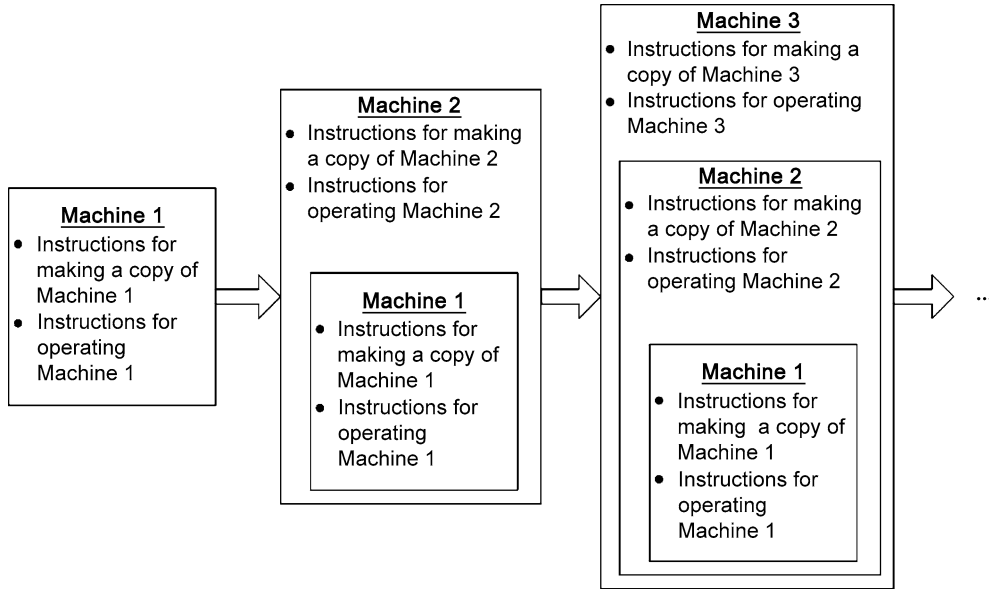 Machine 1
• Instructions for
making a copy of
Machine 1
• Instructions for
operating
Machine 1
Machine 2
• Instructions for making
a copy of Machine 2
• Instructions for
operating Machine 2
Machine 1
• Instructions for
making a copy of
Machine 1
• Instructions for
operating
Machine 1
Machine 3
• Instructions for making a
copy of Machine 3
• Instructions for operating
Machine 3
Machine 2
• Instructions for making
a copy of Machine 2
• Instructions for
operating Machine 2
Machine 1
• Instructions for
making a copy of
Machine 1
• Instructions for
operating
Machine 1
..